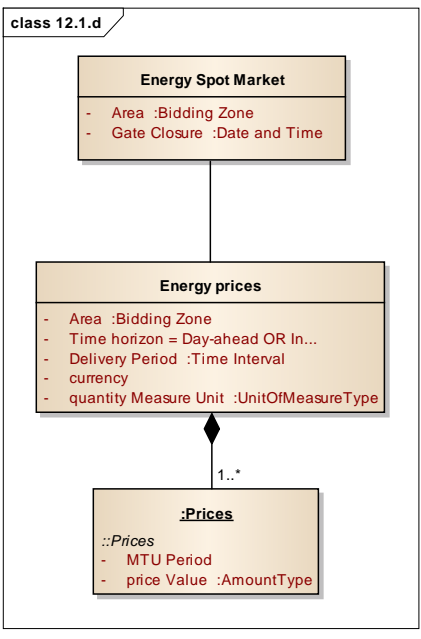 class 12.1.d
Energy Spot Market
- Area :Bidding Zone
- Gate Closure :Date and Time
Energy prices
- Area :Bidding Zone
- Time horizon = Day-ahead OR In...
- Delivery Period :Time Interval
- currency
- quantity Measure Unit :UnitOfMeasureType
1..*
:Prices
::Prices
- MTU Period
- price Value :AmountType